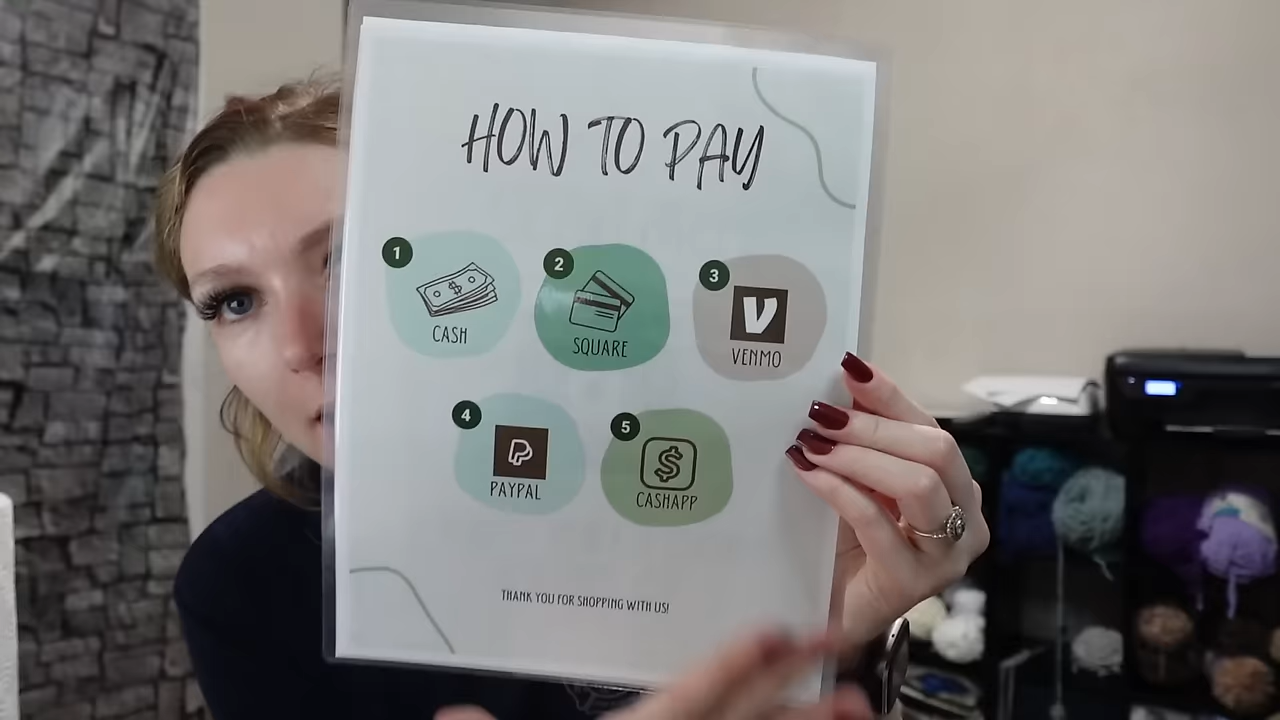 HOW TO PAY
1
CASH
2
SQUARE
3
VENMO
4
PAYPAL
5
CASHAPP
THANK YOU FOR SHOPPING WITH US!